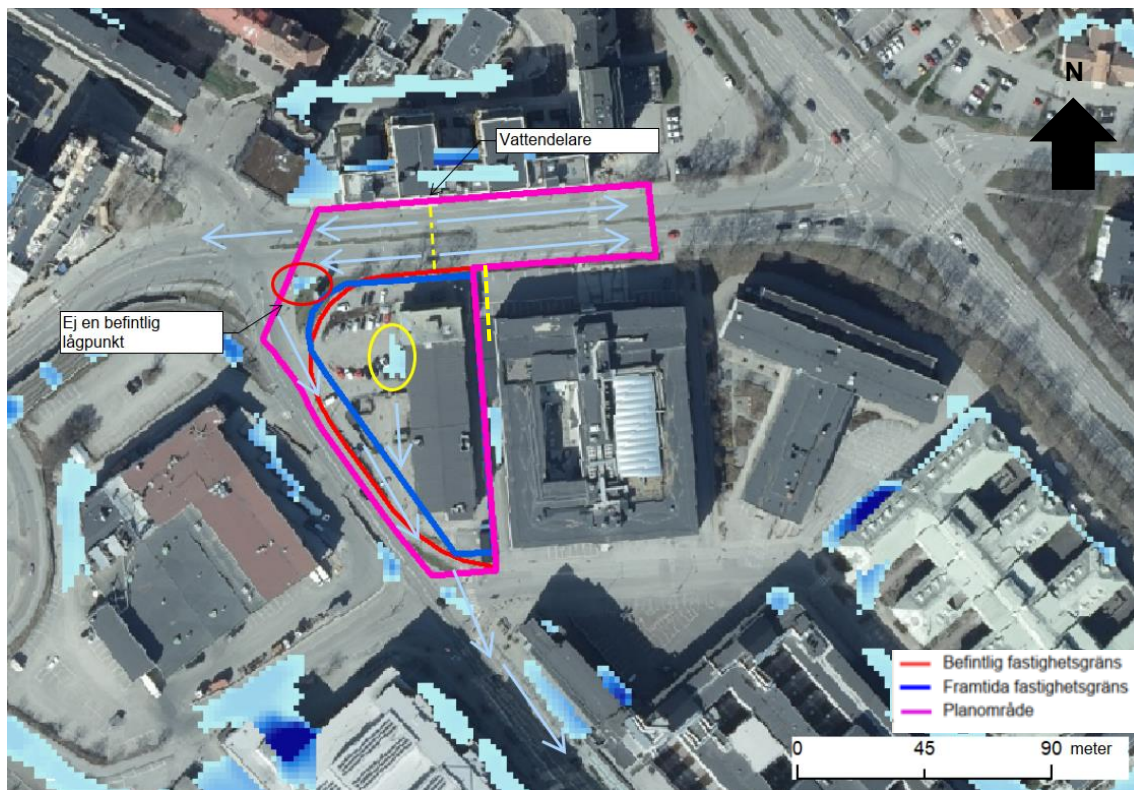 N
Vattendelare
Ej en befintlig
lågpunkt
Befintlig fastighetsgräns
Framtida fastighetsgräns
Planområde
0 45 90 meter